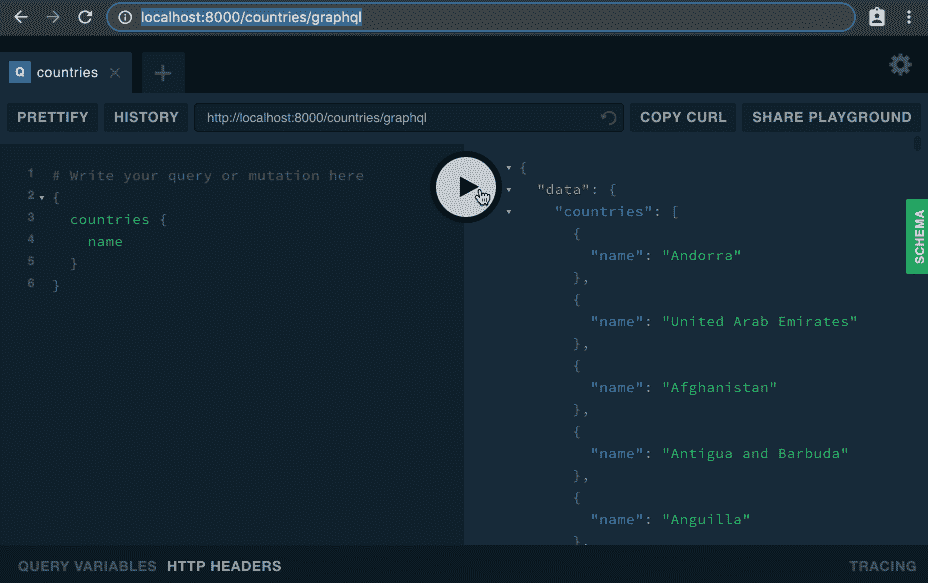 localhost:8000/countries/graphql
Q countries
PRETTIFY HISTORY http://localhost:8000/countries/graphql COPY CURL SHARE PLAYGROUND
1 # Write your query or mutation here
2 {
3 countries {
4 name
5 }
6 }
{
"data": {
"countries": [
{
"name": "Andorra"
},
{
"name": "United Arab Emirates"
},
{
"name": "Afghanistan"
},
{
"name": "Antigua and Barbuda"
},
{
"name": "Anguilla"
},
SCHEMA
QUERY VARIABLES HTTP HEADERS TRACING